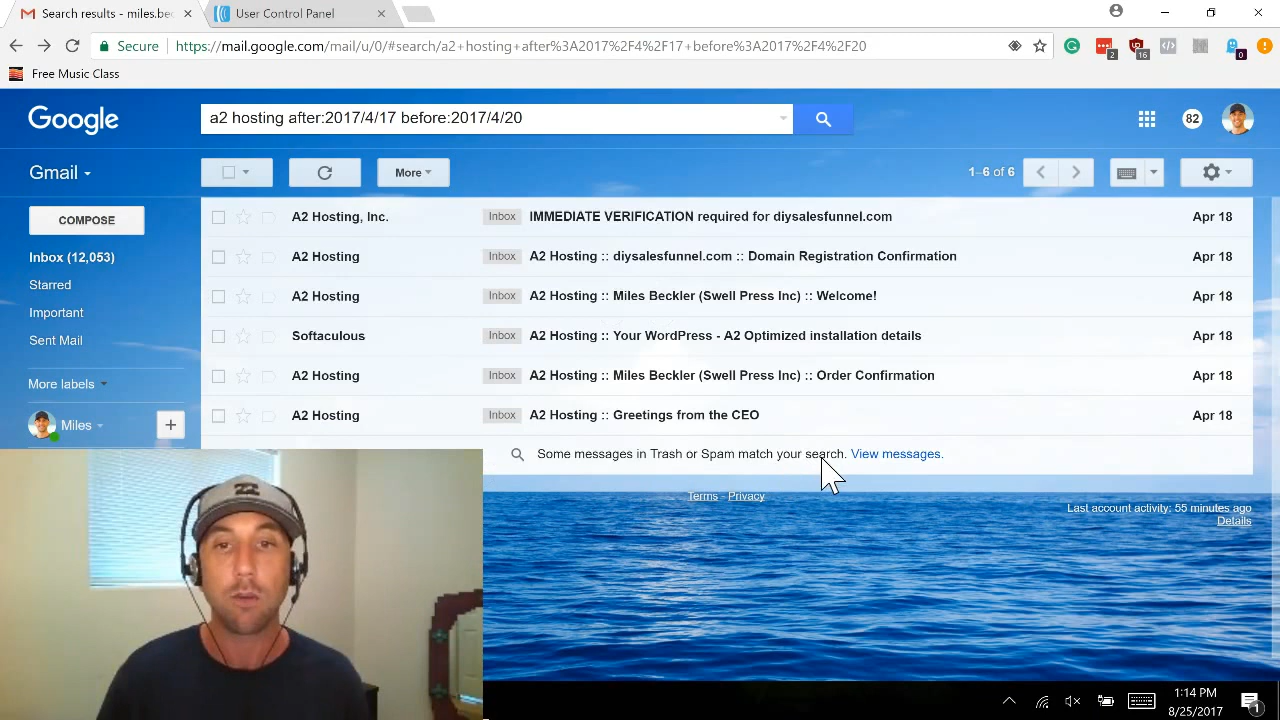 Search results - miles.be
User Control Panel
Secure
https://mail.google.com/mail/u/0/#search/a2+hosting+after%3A2017%2F4%2F17+before%3A2017%2F4%2F20
2
16
0
Free Music Class
Google
a2 hosting after:2017/4/17 before:2017/4/20
82
Gmail
More
1–6 of 6
COMPOSE
Inbox (12,053)
Starred
Important
Sent Mail
More labels
Miles
A2 Hosting, Inc. Inbox IMMEDIATE VERIFICATION required for diysalesfunnel.com Apr 18
A2 Hosting Inbox A2 Hosting :: diysalesfunnel.com :: Domain Registration Confirmation Apr 18
A2 Hosting Inbox A2 Hosting :: Miles Beckler (Swell Press Inc) :: Welcome! Apr 18
Softaculous Inbox A2 Hosting :: Your WordPress - A2 Optimized installation details Apr 18
A2 Hosting Inbox A2 Hosting :: Miles Beckler (Swell Press Inc) :: Order Confirmation Apr 18
A2 Hosting Inbox A2 Hosting :: Greetings from the CEO Apr 18
Some messages in Trash or Spam match your search. View messages.
Terms - Privacy
Last account activity: 55 minutes ago
Details
1:14 PM
8/25/2017
1